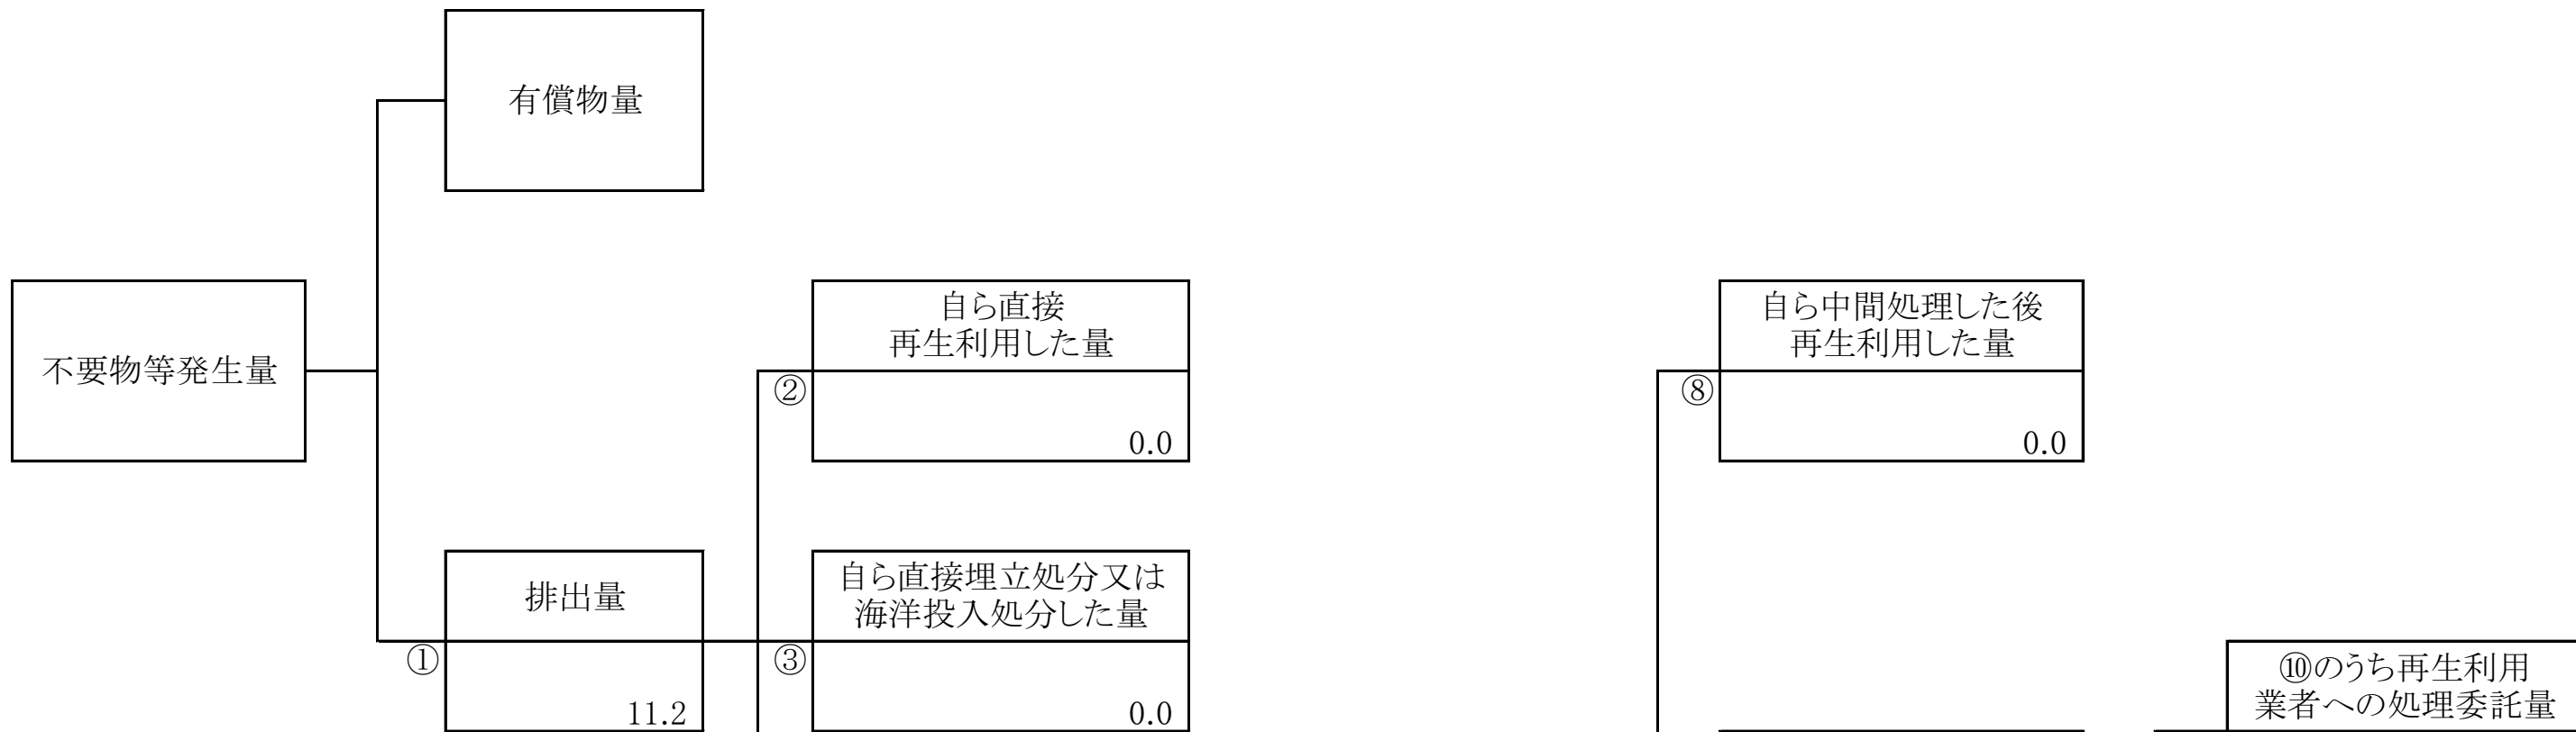 有償物量
自ら直接
再生利用した量
自ら中間処理した後
再生利用した量
不要物等発生量
②
⑧
0.0
0.0
排出量
自ら直接埋立処分又は
海洋投入処分した量
①
③
⑩のうち再生利用
業者への処理委託量
11.2
0.0